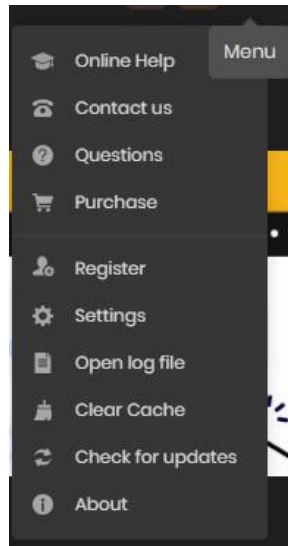 Menu
Online Help
Contact us
Questions
Purchase
Register
Settings
Open log file
Clear Cache
Check for updates
About